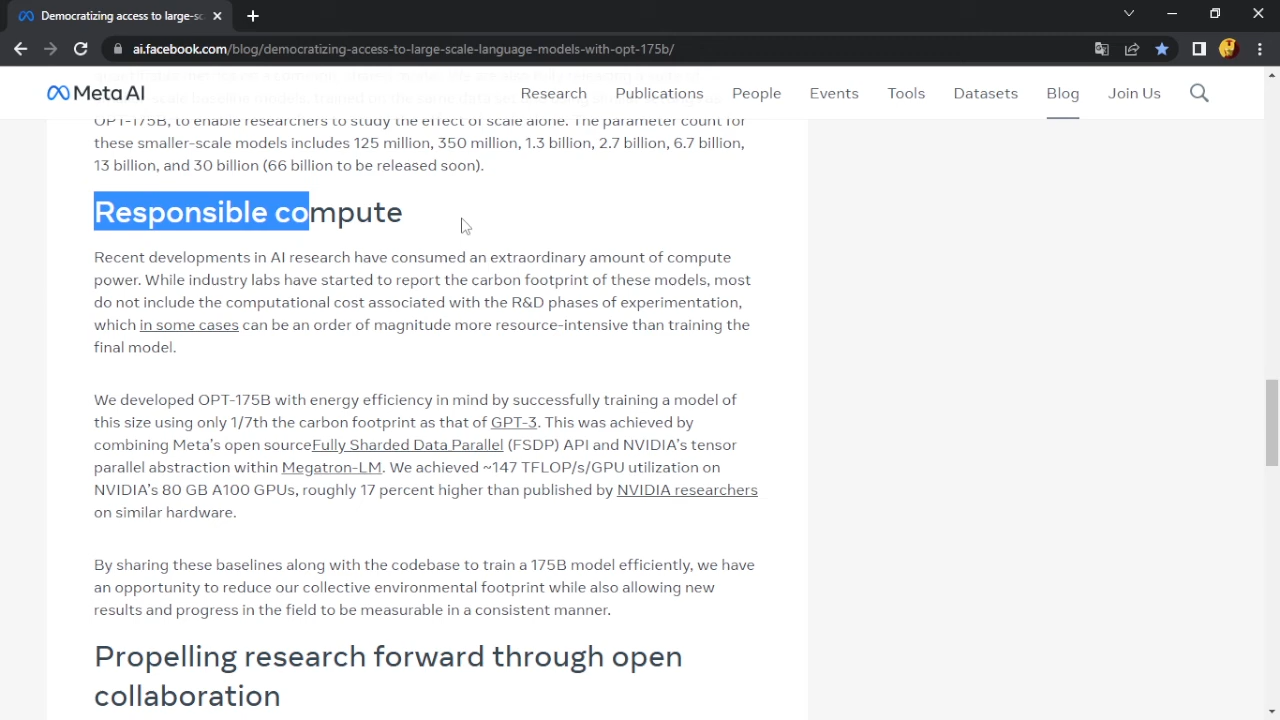 Democratizing access to large-sc
ai.facebook.com/blog/democratizing-access-to-large-scale-language-models-with-opt-175b/
Meta AI
Research
Publications
People
Events
Tools
Datasets
Blog
Join Us
OPT-175B, to enable researchers to study the effect of scale alone. The parameter count for
these smaller-scale models includes 125 million, 350 million, 1.3 billion, 2.7 billion, 6.7 billion,
13 billion, and 30 billion (66 billion to be released soon).
Responsible compute
Recent developments in AI research have consumed an extraordinary amount of compute
power. While industry labs have started to report the carbon footprint of these models, most
do not include the computational cost associated with the R&D phases of experimentation,
which in some cases can be an order of magnitude more resource-intensive than training the
final model.
We developed OPT-175B with energy efficiency in mind by successfully training a model of
this size using only 1/7th the carbon footprint as that of GPT-3. This was achieved by
combining Meta’s open sourceFully Sharded Data Parallel (FSDP) API and NVIDIA’s tensor
parallel abstraction within Megatron-LM. We achieved ~147 TFLOP/s/GPU utilization on
NVIDIA’s 80 GB A100 GPUs, roughly 17 percent higher than published by NVIDIA researchers
on similar hardware.
By sharing these baselines along with the codebase to train a 175B model efficiently, we have
an opportunity to reduce our collective environmental footprint while also allowing new
results and progress in the field to be measurable in a consistent manner.
Propelling research forward through open
collaboration